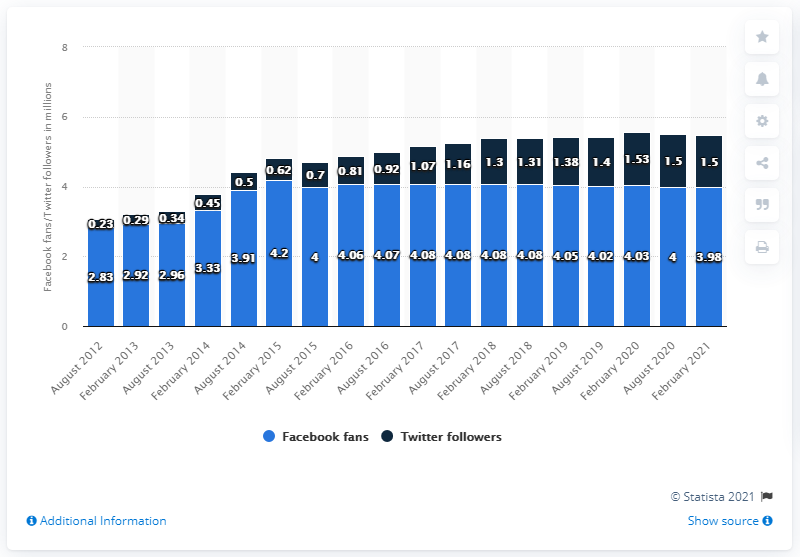 8
6
4
2
0
Facebook fans/Twitter followers in millions
0.23 0.29 0.34 0.45 0.5 0.62 0.7 0.81 0.92 1.07 1.16 1.3 1.31 1.38 1.4 1.53 1.5 1.5
2.83 2.92 2.96 3.33 3.91 4.2 4 4.06 4.07 4.08 4.08 4.08 4.08 4.05 4.02 4.03 4 3.98
August 2012
February 2013
August 2013
February 2014
August 2014
February 2015
August 2015
February 2016
August 2016
February 2017
August 2017
February 2018
August 2018
February 2019
August 2019
February 2020
August 2020
February 2021
Facebook fans Twitter followers
© Statista 2021
Additional Information Show source